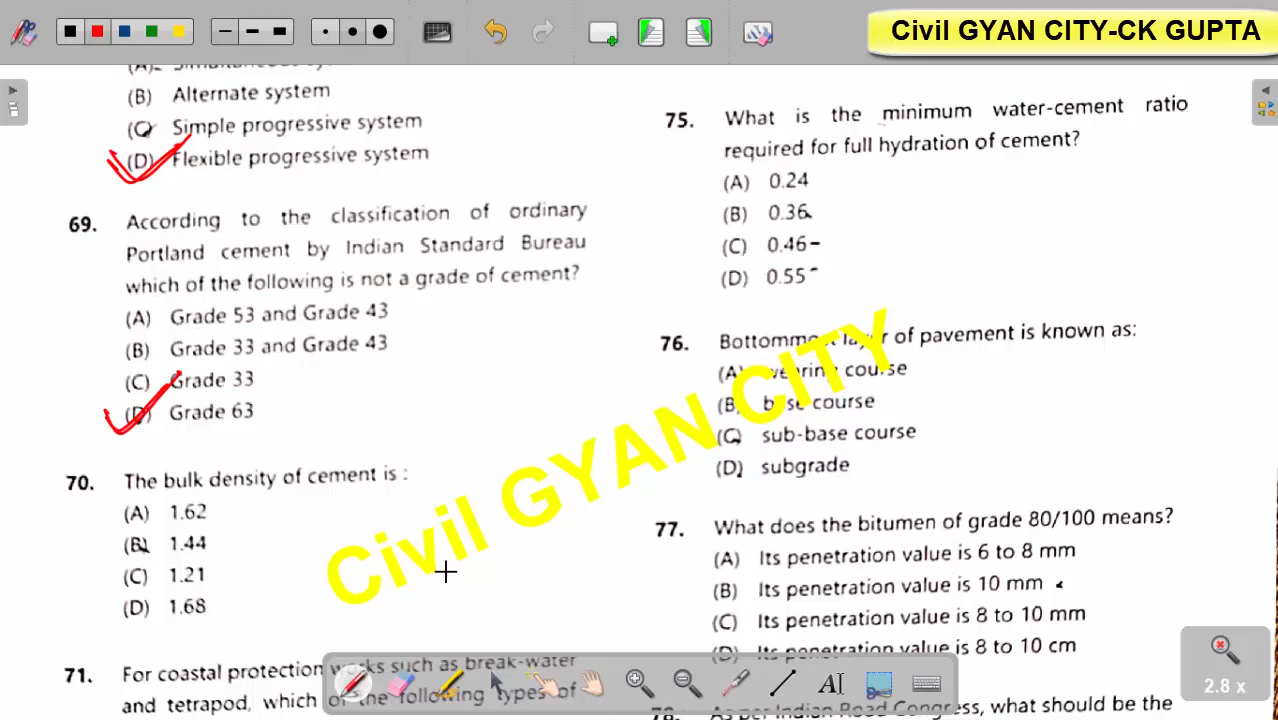 Civil GYAN CITY-CK GUPTA
(B) Alternate system
(C) Simple progressive system
(D) Flexible progressive system
69. According to the classification of ordinary
Portland cement by Indian Standard Bureau
which of the following is not a grade of cement?
(A) Grade 53 and Grade 43
(B) Grade 33 and Grade 43
(C) Grade 33
(D) Grade 63
70. The bulk density of cement is :
(A) 1.62
(B) 1.44
(C) 1.21
(D) 1.68
71. For coastal protection works such as break-water
and tetrapod, which of the following types of
75. What is the minimum water-cement ratio
required for full hydration of cement?
(A) 0.24
(B) 0.36
(C) 0.46
(D) 0.55
76. Bottommost layer of pavement is known as:
(A) wearing course
(B) base course
(C) sub-base course
(D) subgrade
77. What does the bitumen of grade 80/100 means?
(A) Its penetration value is 6 to 8 mm
(B) Its penetration value is 10 mm
(C) Its penetration value is 8 to 10 mm
(D) Its penetration value is 8 to 10 cm
78. As per Indian Road Congress, what should be the
Civil GYAN CITY
2.8 x